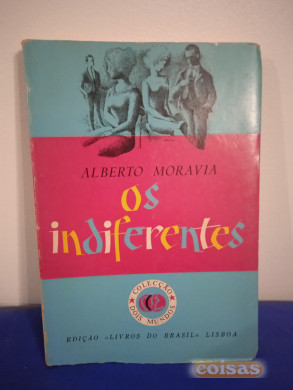 ALBERTO MORAVIA
os
indiferentes
COLECÇÃO
DOIS MUNDOS
EDIÇÃO «LIVROS DO BRASIL» LISBOA
coisas